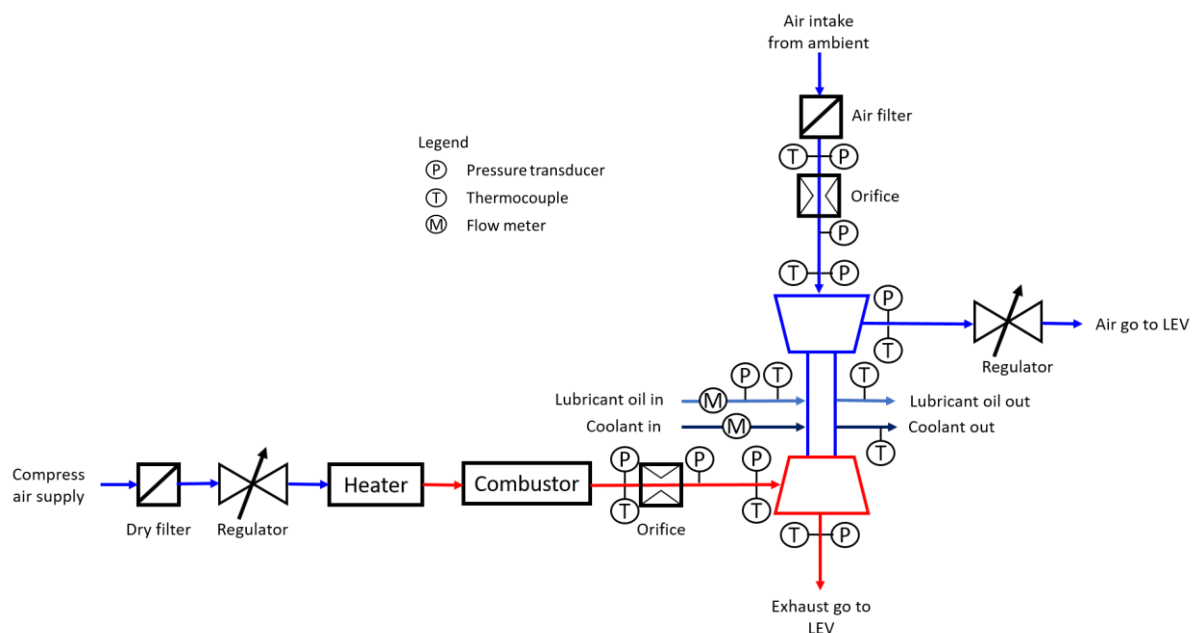 Air intake
from ambient
Air filter
T
P
Legend
P Pressure transducer
T Thermocouple
M Flow meter
Orifice
P
T
P
P
T
Air go to LEV
Regulator
P
T
T
Lubricant oil in
M
Lubricant oil out
Coolant in
M
Coolant out
T
Compress
air supply
Dry filter
Regulator
Heater
Combustor
P
T
Orifice
P
P
T
T
P
Exhaust go to
LEV